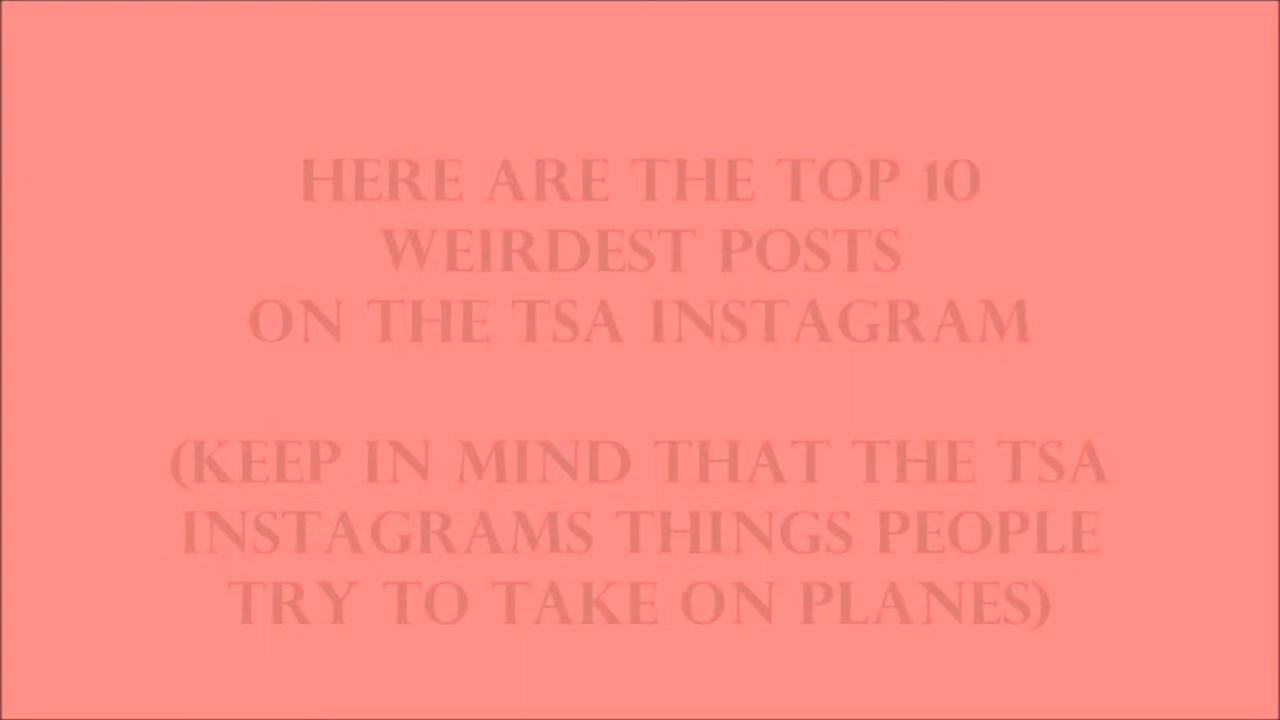 HERE ARE THE TOP 10
WEIRDEST POSTS
ON THE TSA INSTAGRAM
(KEEP IN MIND THAT THE TSA
INSTAGRAMS THINGS PEOPLE
TRY TO TAKE ON PLANES)